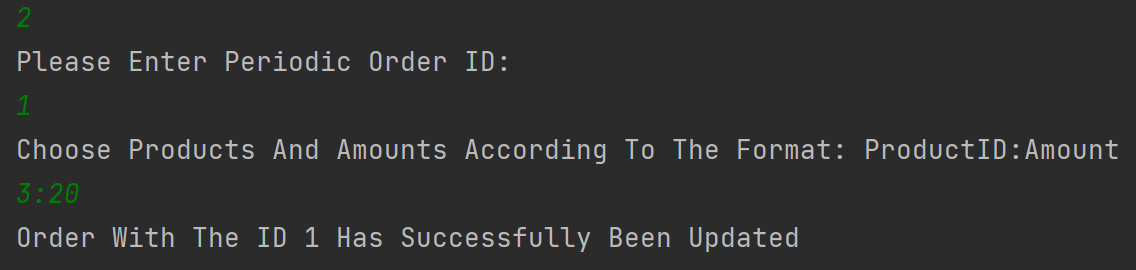 2
Please Enter Periodic Order ID:
1
Choose Products And Amounts According To The Format: ProductID:Amount
3:20
Order With The ID 1 Has Successfully Been Updated